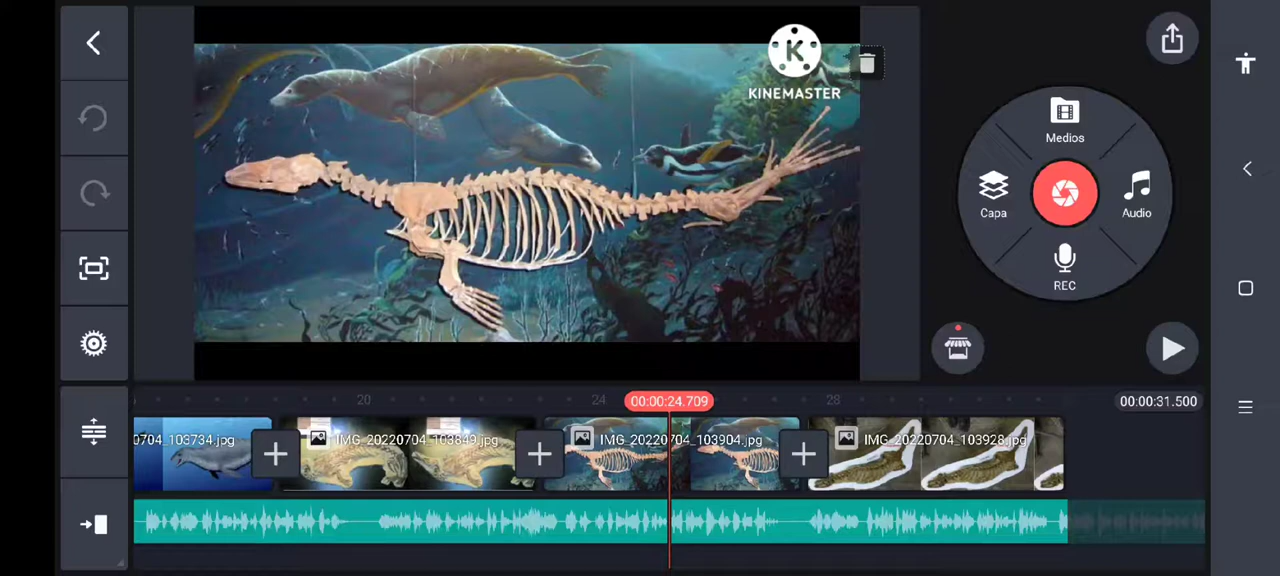 KINEMASTER
Medios
Capa
Audio
REC
20
24
00:00:24.709
28
00:00:31.500
0704_103734.jpg
IMG_20220704_103849.jpg
IMG_20220704_103904.jpg
IMG_20220704_103928.jpg